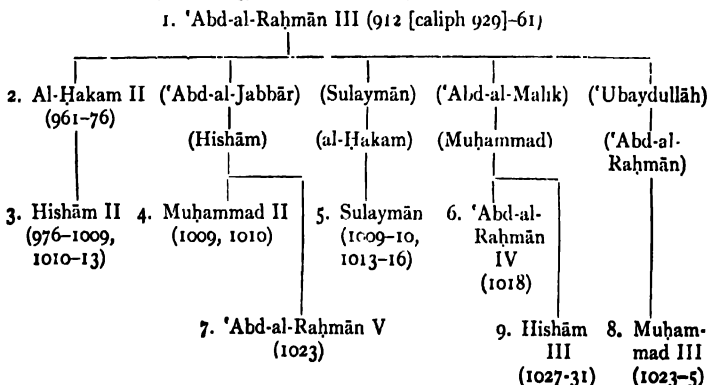 1. ‘Abd-al-Raḥmān III (912 [caliph 929]–61)
2. Al-Ḥakam II (‘Abd-al-Jabbār) (Sulaymān) (‘Abd-al-Malik) (‘Ubaydullāh)
(961–76)
(Hishām) (al-Ḥakam) (Muḥammad) (‘Abd-al-
Raḥmān)
3. Hishām II 4. Muḥammad II 5. Sulaymān 6. ‘Abd-al-
(976–1009, (1009, 1010) (1009–10, Raḥmān
1010–13) 1013–16) IV
(1018)
7. ‘Abd-al-Raḥmān V 9. Hishām 8. Muḥam-
(1023) III mad III
(1027-31) (1023–5)